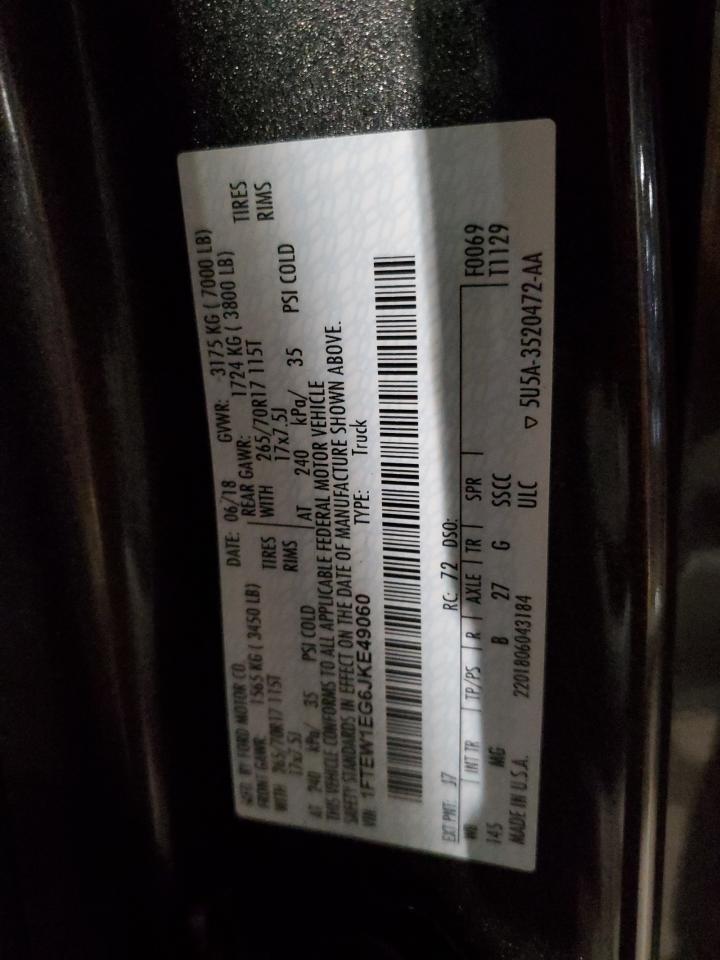 MFD. BY FORD MOTOR CO. DATE: 06/18 GVWR: 3175 KG ( 7000 LB)
FRONT GAWR: 1565 KG ( 3450 LB) REAR GAWR: 1724 KG ( 3800 LB)
WITH 265/70R17 115T TIRES WITH 265/70R17 115T TIRES
17x7.5J RIMS 17x7.5J RIMS
AT 240 kPa/ 35 PSI COLD AT 240 kPa/ 35 PSI COLD
THIS VEHICLE CONFORMS TO ALL APPLICABLE FEDERAL MOTOR VEHICLE
SAFETY STANDARDS IN EFFECT ON THE DATE OF MANUFACTURE SHOWN ABOVE.
VIN: 1FTEW1EG6JKE49060 TYPE: Truck
EXT PNT: J7 RC: 72 DSO: F0069
WB INT TR TP/PS R AXLE TR SPR T1129
145 MG B 27 G SSCC
MADE IN U.S.A. 2201806043184 ULC ▽ 5U5A-3520472-AA